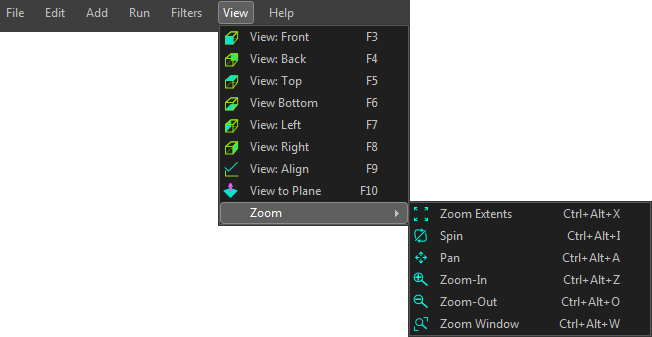 File Edit Add Run Filters View Help
View: Front F3
View: Back F4
View: Top F5
View Bottom F6
View: Left F7
View: Right F8
View: Align F9
View to Plane F10
Zoom
Zoom Extents Ctrl+Alt+X
Spin Ctrl+Alt+I
Pan Ctrl+Alt+A
Zoom-In Ctrl+Alt+Z
Zoom-Out Ctrl+Alt+O
Zoom Window Ctrl+Alt+W